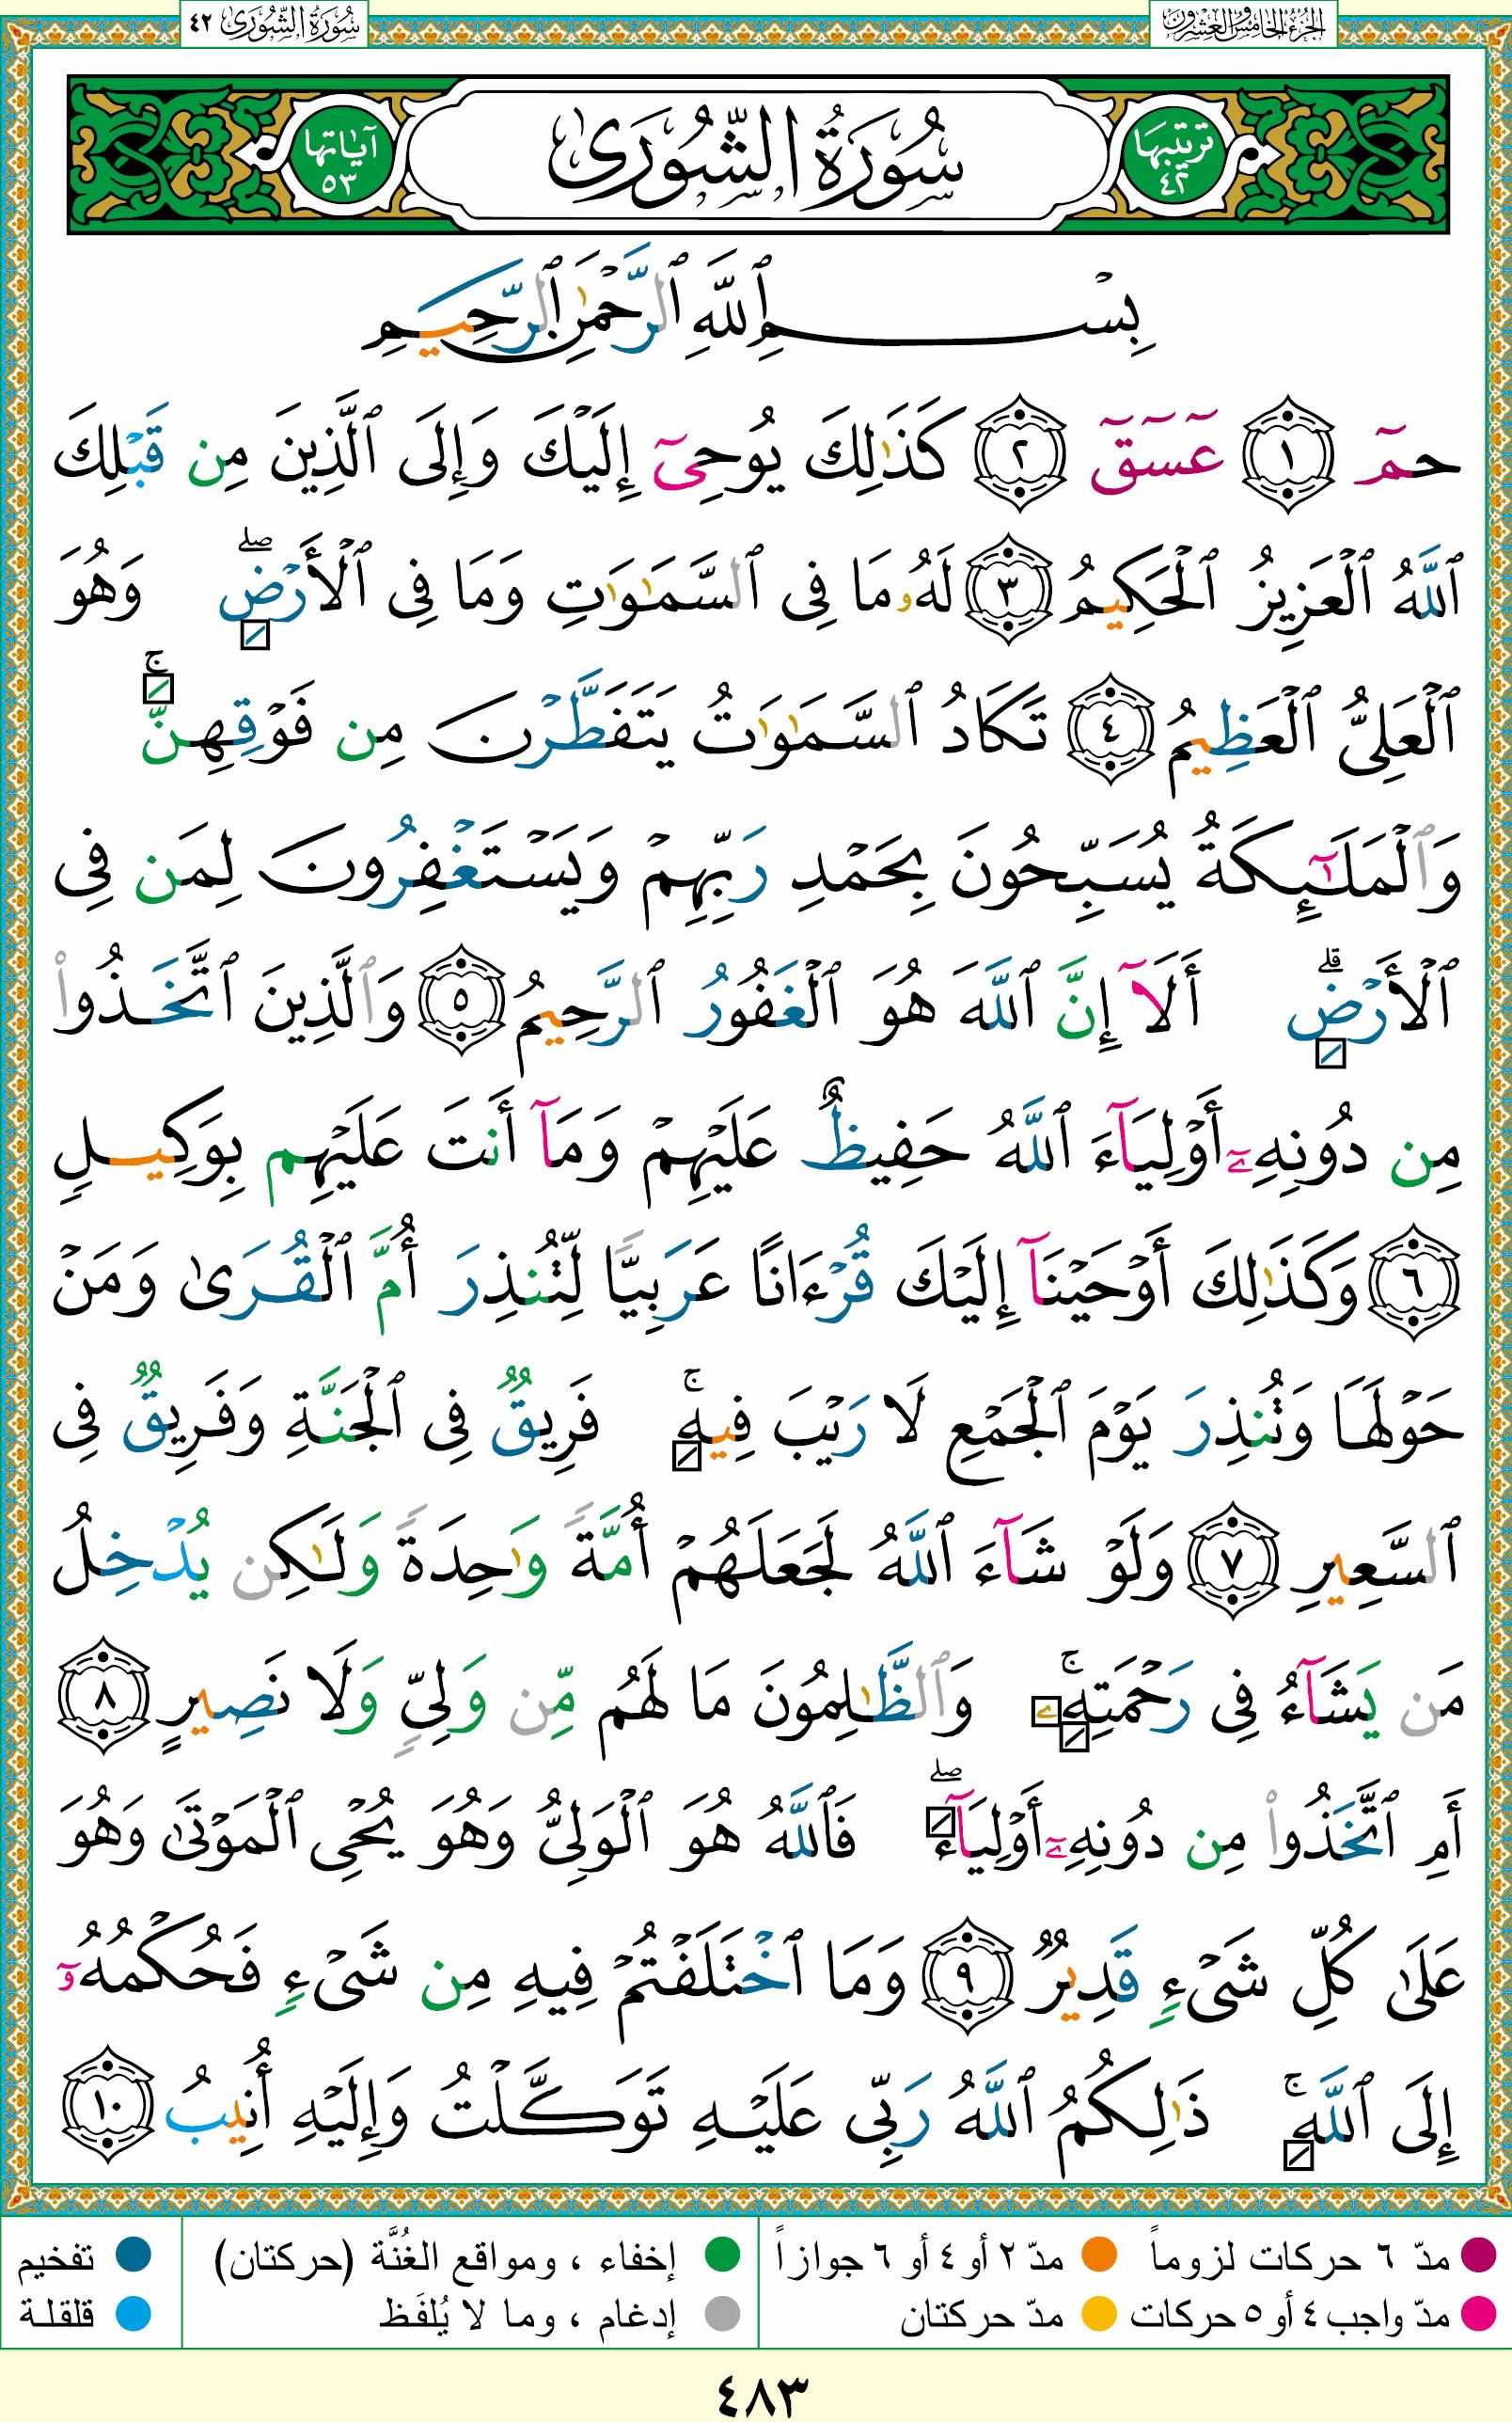 الجزء الخامس والعشرون
سُورَةُ الشُّورَىٰ ٤٢
ترتيبها ٤٢
سُورَةُ الشُّورَىٰ
آياتها ٥٣
بِسْمِ ٱللَّهِ ٱلرَّحْمَٰنِ ٱلرَّحِيمِ
حمٓ ١ عٓسٓقٓ ٢ كَذَٰلِكَ يُوحِىٓ إِلَيْكَ وَإِلَى ٱلَّذِينَ مِن قَبْلِكَ
ٱللَّهُ ٱلْعَزِيزُ ٱلْحَكِيمُ ٣ لَهُۥ مَا فِى ٱلسَّمَٰوَٰتِ وَمَا فِى ٱلْأَرْضِ ۖ وَهُوَ
ٱلْعَلِىُّ ٱلْعَظِيمُ ٤ تَكَادُ ٱلسَّمَٰوَٰتُ يَتَفَطَّرْنَ مِن فَوْقِهِنَّ ۚ
وَٱلْمَلَٰٓئِكَةُ يُسَبِّحُونَ بِحَمْدِ رَبِّهِمْ وَيَسْتَغْفِرُونَ لِمَن فِى
ٱلْأَرْضِ ۗ أَلَآ إِنَّ ٱللَّهَ هُوَ ٱلْغَفُورُ ٱلرَّحِيمُ ٥ وَٱلَّذِينَ ٱتَّخَذُوا۟
مِن دُونِهِۦٓ أَوْلِيَآءَ ٱللَّهُ حَفِيظٌ عَلَيْهِمْ وَمَآ أَنتَ عَلَيْهِم بِوَكِيلٍ
٦ وَكَذَٰلِكَ أَوْحَيْنَآ إِلَيْكَ قُرْءَانًا عَرَبِيًّا لِّتُنذِرَ أُمَّ ٱلْقُرَىٰ وَمَنْ
حَوْلَهَا وَتُنذِرَ يَوْمَ ٱلْجَمْعِ لَا رَيْبَ فِيهِ ۚ فَرِيقٌ فِى ٱلْجَنَّةِ وَفَرِيقٌ فِى
ٱلسَّعِيرِ ٧ وَلَوْ شَآءَ ٱللَّهُ لَجَعَلَهُمْ أُمَّةً وَٰحِدَةً وَلَٰكِن يُدْخِلُ
مَن يَشَآءُ فِى رَحْمَتِهِۦ ۚ وَٱلظَّٰلِمُونَ مَا لَهُم مِّن وَلِىٍّ وَلَا نَصِيرٍ ٨
أَمِ ٱتَّخَذُوا۟ مِن دُونِهِۦٓ أَوْلِيَآءَ ۖ فَٱللَّهُ هُوَ ٱلْوَلِىُّ وَهُوَ يُحْىِ ٱلْمَوْتَىٰ وَهُوَ
عَلَىٰ كُلِّ شَىْءٍ قَدِيرٌ ٩ وَمَا ٱخْتَلَفْتُمْ فِيهِ مِن شَىْءٍ فَحُكْمُهُۥٓ
إِلَى ٱللَّهِ ۚ ذَٰلِكُمُ ٱللَّهُ رَبِّى عَلَيْهِ تَوَكَّلْتُ وَإِلَيْهِ أُنِيبُ ١٠
مدّ ٦ حركات لزوماً مدّ ٢ أو ٤ أو ٦ جوازاً إخفاء ، ومواقع الغُنَّة (حركتان) تفخيم
مدّ واجب ٤ أو ٥ حركات مدّ حركتان إدغام ، وما لا يُلفَظ قلقلة
٤٨٣